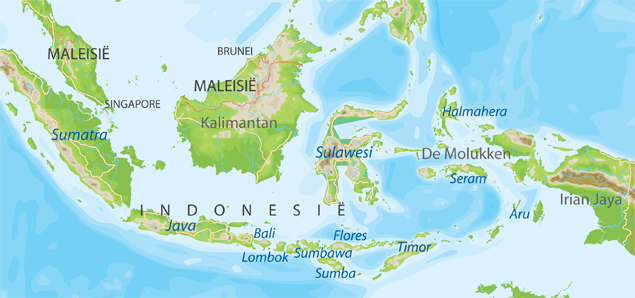 MALEISIË
BRUNEI
MALEISIË
SINGAPORE
Kalimantan
Sumatra
Halmahera
Sulawesi
De Molukken
Seram
Irian Jaya
INDONESIË
Aru
Java
Bali
Flores
Lombok
Sumbawa
Timor
Sumba